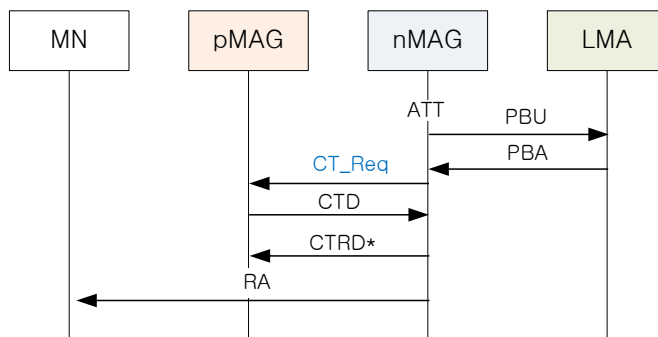 MN pMAG nMAG LMA
ATT
PBU
PBA
CT_Req
CTD
CTRD*
RA